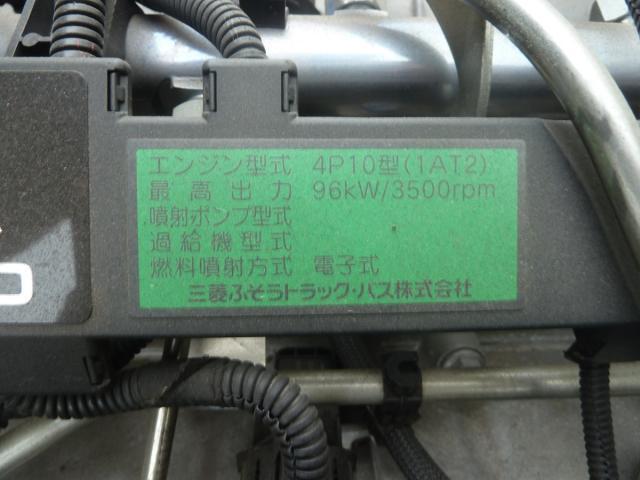 エンジン型式 4P10型(1AT2)
最高出力 96kW/3500rpm
噴射ポンプ型式
過給機型式
燃料噴射方式 電子式
三菱ふそうトラック・バス株式会社